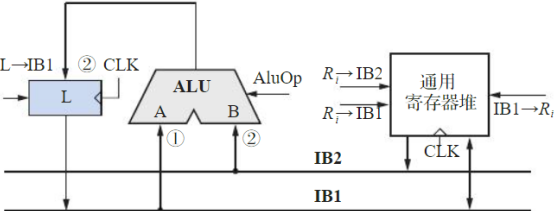 L→IB1
②
CLK
L
ALU
AluOp
A
B
①
②
Ri→IB2
Ri→IB1
通用
寄存器堆
IB1→Ri
CLK
IB2
IB1